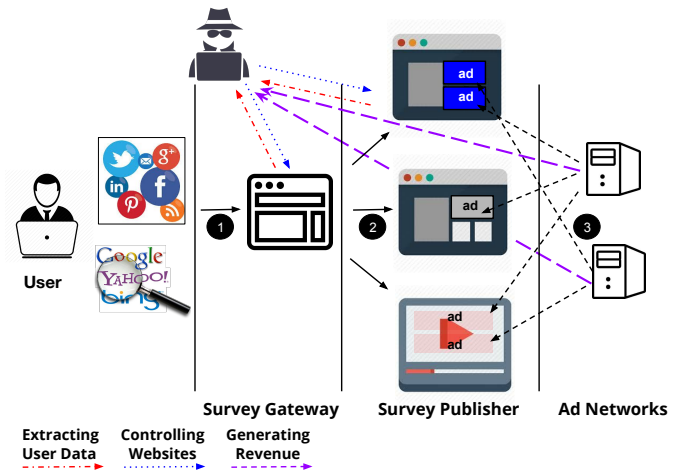 ad
ad
g+
in
f
1
2
ad
3
User
Google
YAHOO!
bing
ad
ad
Survey Gateway
Survey Publisher
Ad Networks
Extracting
User Data
Controlling
Websites
Generating
Revenue